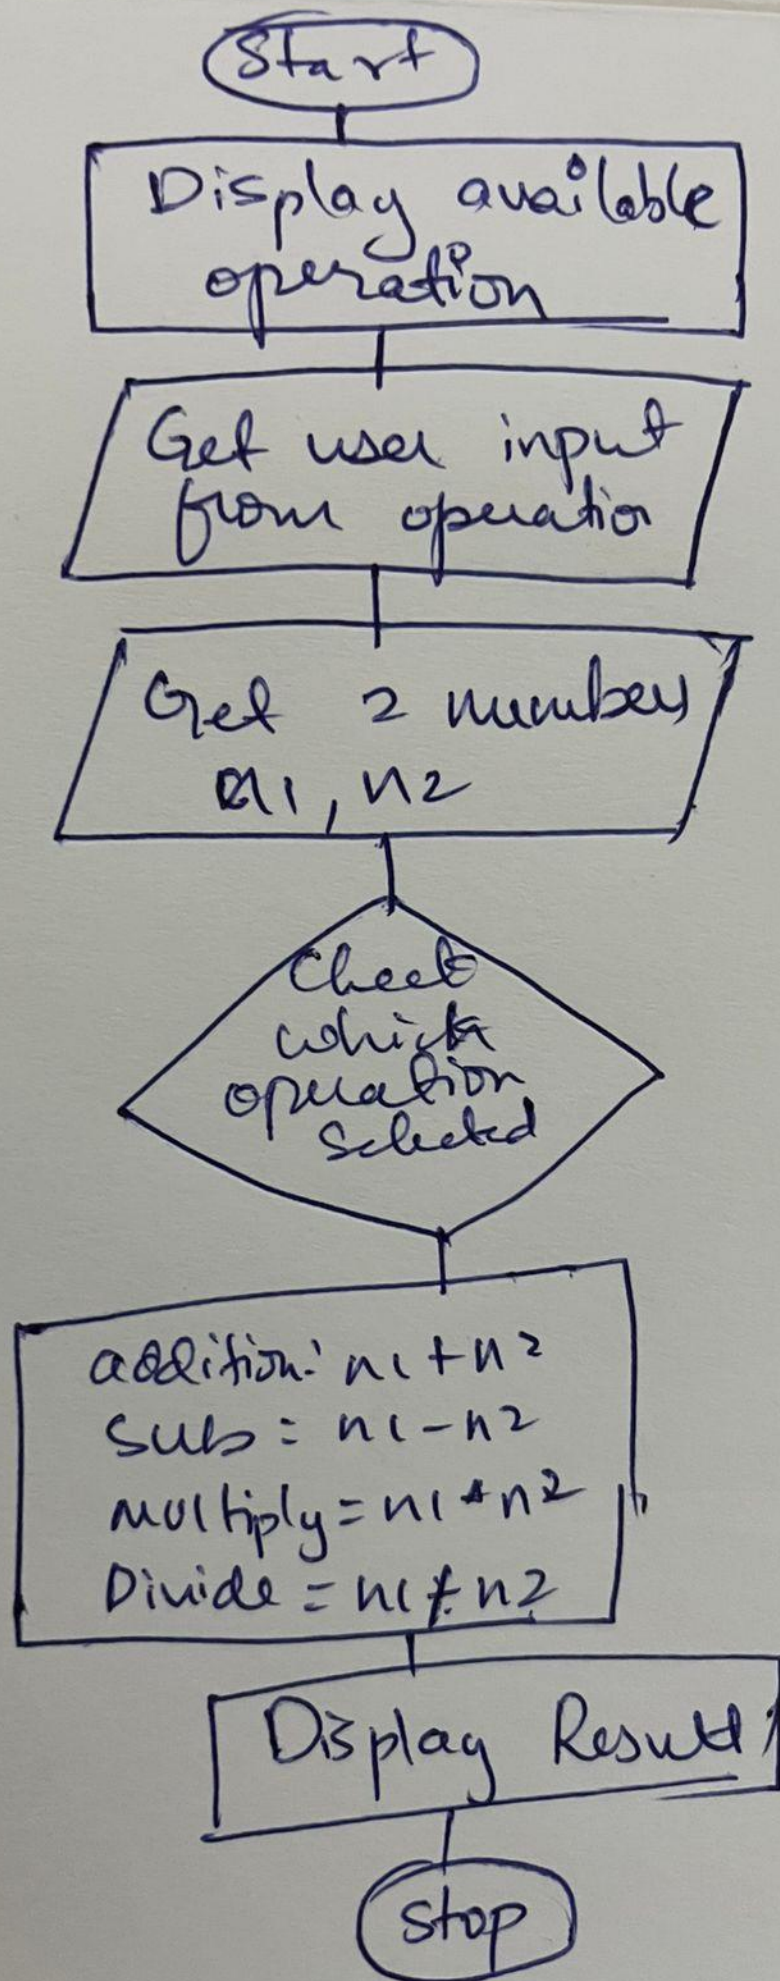 Start
Display available
operation
Get user input
from operation
Get 2 numbers
n1, n2
Check
which
operation
Selected
addition: n1 + n2
Sub = n1 - n2
Multiply = n1 * n2
Divide = n1 / n2
Display Result
Stop